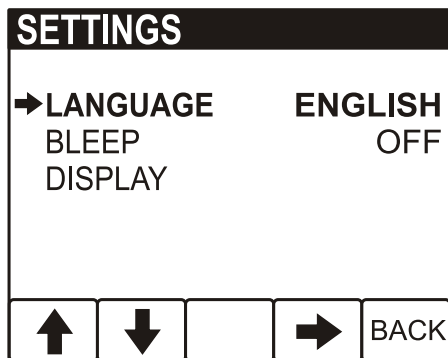 SETTINGS
LANGUAGE ENGLISH
BLEEP OFF
DISPLAY
BACK